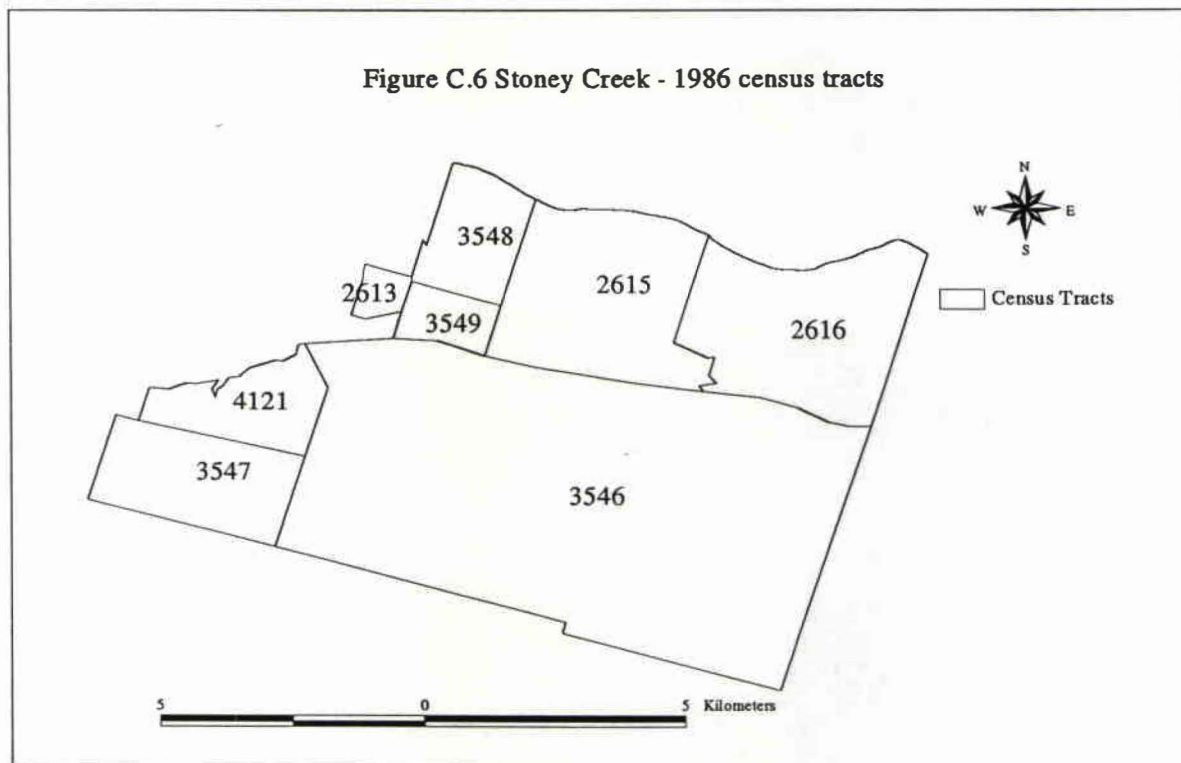 Figure C.6 Stoney Creek - 1986 census tracts
N
W E
S
3548
2613
2615
3549
2616
Census Tracts
4121
3547
3546
5 0 5 Kilometers